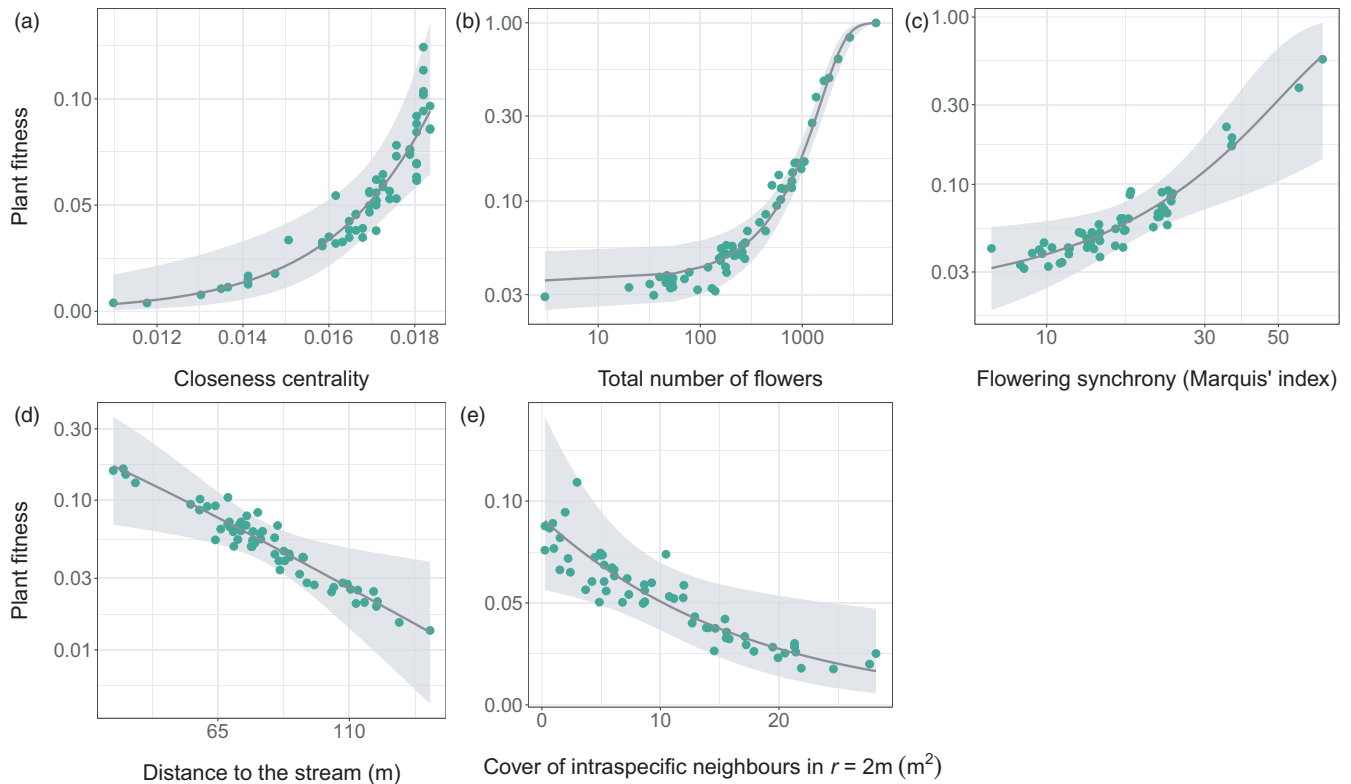 (a)
Plant fitness
0.10
0.05
0.00
0.012
0.014
0.016
0.018
Closeness centrality
(b)
1.00
0.30
0.10
0.03
10
100
1000
Total number of flowers
(c)
1.00
0.30
0.10
0.03
10
30
50
Flowering synchrony (Marquis' index)
(d)
Plant fitness
0.30
0.10
0.03
0.01
65
110
Distance to the stream (m)
(e)
0.10
0.05
0.00
0
10
20
Cover of intraspecific neighbours in r = 2m (m²)